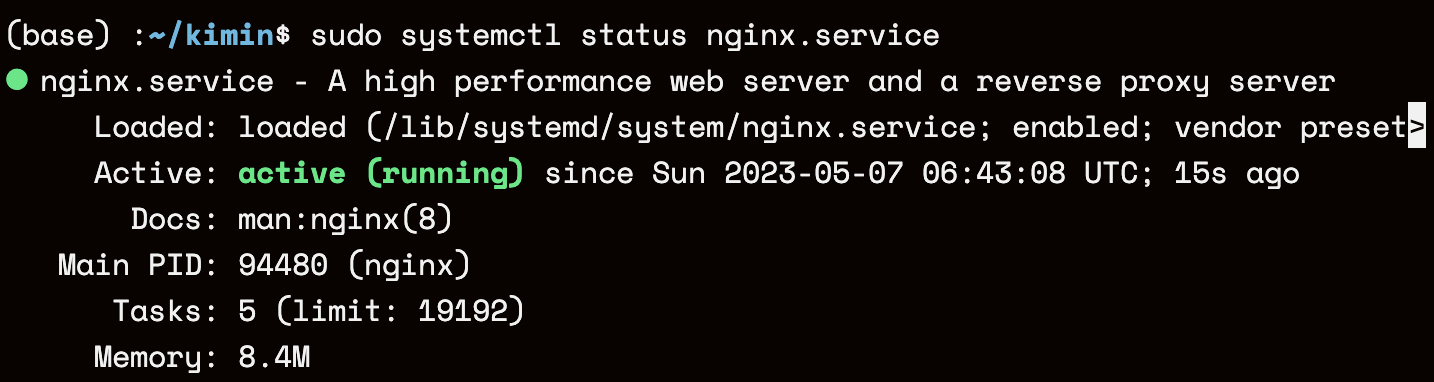 (base) :~/kimin$ sudo systemctl status nginx.service
● nginx.service - A high performance web server and a reverse proxy server
Loaded: loaded (/lib/systemd/system/nginx.service; enabled; vendor preset>
Active: active (running) since Sun 2023-05-07 06:43:08 UTC; 15s ago
Docs: man:nginx(8)
Main PID: 94480 (nginx)
Tasks: 5 (limit: 19192)
Memory: 8.4M